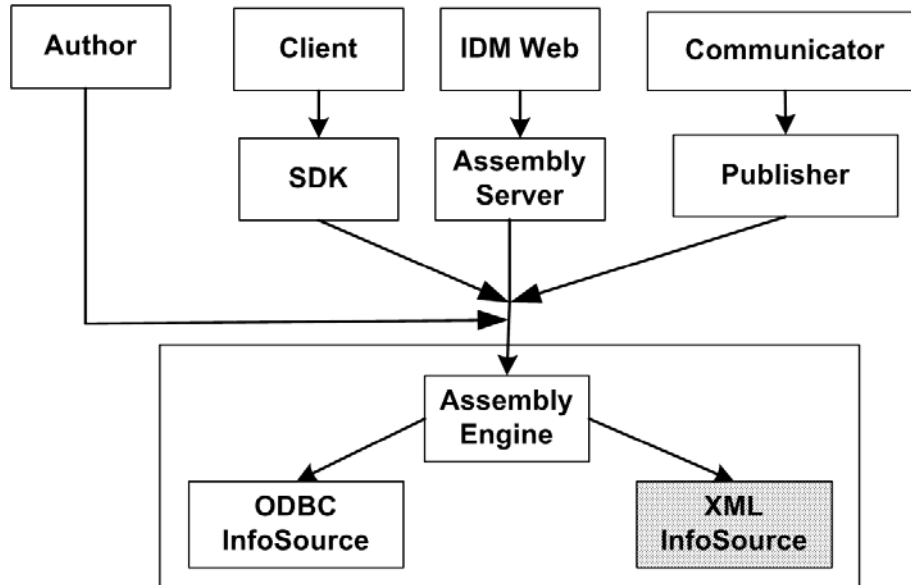 Author
Client
IDM Web
Communicator
SDK
Assembly
Server
Publisher
Assembly
Engine
ODBC
InfoSource
XML
InfoSource